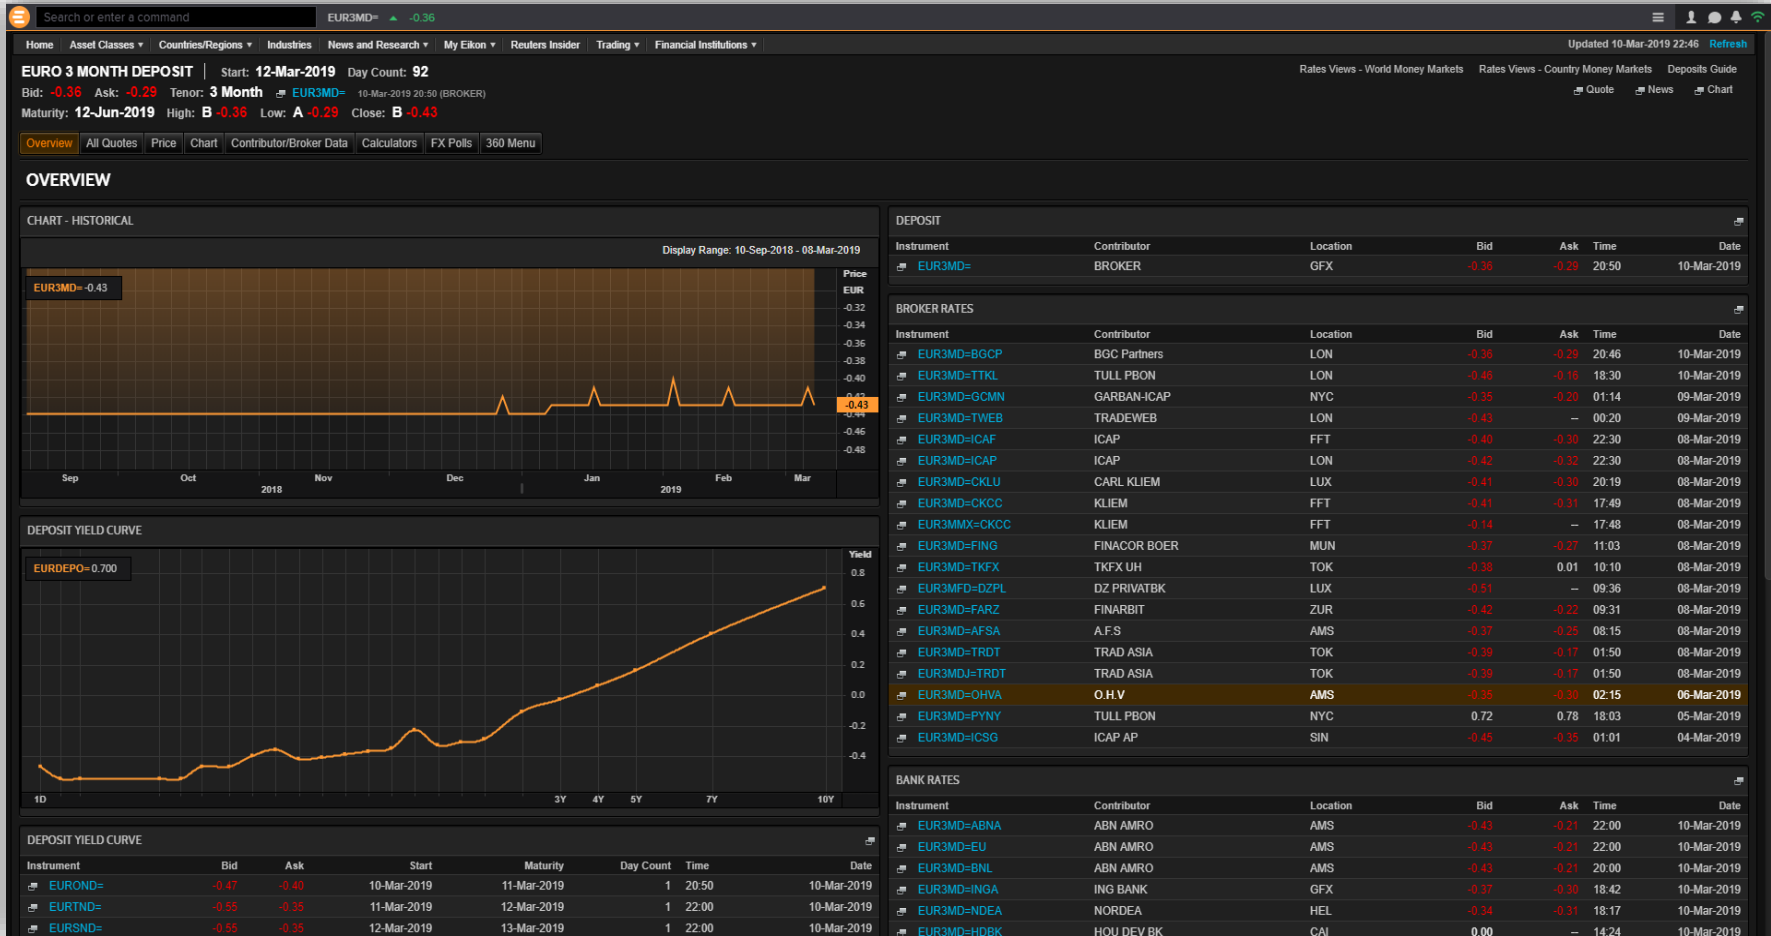 Search or enter a command EUR3MD= -0.36
Home Asset Classes Countries/Regions Industries News and Research My Eikon Reuters Insider Trading Financial Institutions Updated 10-Mar-2019 22:46 Refresh
EURO 3 MONTH DEPOSIT Start: 12-Mar-2019 Day Count: 92 Rates Views - World Money Markets Rates Views - Country Money Markets Deposits Guide
Bid: -0.36 Ask: -0.29 Tenor: 3 Month EUR3MD= 10-Mar-2019 20:50 (BROKER) Quote News Chart
Maturity: 12-Jun-2019 High: B -0.36 Low: A -0.29 Close: B -0.43
Overview All Quotes Price Chart Contributor/Broker Data Calculators FX Polls 360 Menu
OVERVIEW
CHART - HISTORICAL
Display Range: 10-Sep-2018 - 08-Mar-2019
EUR3MD= -0.43
Price
EUR
-0.32
-0.34
-0.36
-0.38
-0.40
-0.42
-0.43
-0.44
-0.46
-0.48
Sep Oct Nov Dec Jan Feb Mar
2018 2019
DEPOSIT YIELD CURVE
EURDEPO= 0.700
Yield
0.8
0.6
0.4
0.2
0.0
-0.2
-0.4
1D 3Y 4Y 5Y 7Y 10Y
DEPOSIT YIELD CURVE
Instrument Bid Ask Start Maturity Day Count Time Date
EUROND= -0.47 -0.40 10-Mar-2019 11-Mar-2019 1 20:50 10-Mar-2019
EURTND= -0.55 -0.35 11-Mar-2019 12-Mar-2019 1 22:00 10-Mar-2019
EURSND= -0.55 -0.35 12-Mar-2019 13-Mar-2019 1 22:00 10-Mar-2019
DEPOSIT
Instrument Contributor Location Bid Ask Time Date
EUR3MD= BROKER GFX -0.36 -0.29 20:50 10-Mar-2019
BROKER RATES
Instrument Contributor Location Bid Ask Time Date
EUR3MD=BGCP BGC Partners LON -0.36 -0.29 20:46 10-Mar-2019
EUR3MD=TTKL TULL PBON LON -0.46 -0.16 18:30 10-Mar-2019
EUR3MD=GCMN GARBAN-ICAP NYC -0.35 -0.20 01:14 09-Mar-2019
EUR3MD=TWEB TRADEWEB LON -0.43 -- 00:20 09-Mar-2019
EUR3MD=ICAF ICAP FFT -0.40 -0.30 22:30 08-Mar-2019
EUR3MD=ICAP ICAP LON -0.42 -0.32 22:30 08-Mar-2019
EUR3MD=CKLU CARL KLIEM LUX -0.41 -0.30 20:19 08-Mar-2019
EUR3MD=CKCC KLIEM FFT -0.41 -0.31 17:49 08-Mar-2019
EUR3MMX=CKCC KLIEM FFT -0.14 -- 17:48 08-Mar-2019
EUR3MD=FING FINACOR BOER MUN -0.37 -0.27 11:03 08-Mar-2019
EUR3MD=TKFX TKFX UH TOK -0.38 0.01 10:10 08-Mar-2019
EUR3MFD=DZPL DZ PRIVATBK LUX -0.51 -- 09:36 08-Mar-2019
EUR3MD=FARZ FINARBIT ZUR -0.42 -0.22 09:31 08-Mar-2019
EUR3MD=AFSA A.F.S AMS -0.37 -0.25 08:15 08-Mar-2019
EUR3MD=TRDT TRAD ASIA TOK -0.39 -0.17 01:50 08-Mar-2019
EUR3MDJ=TRDT TRAD ASIA TOK -0.39 -0.17 01:50 08-Mar-2019
EUR3MD=OHVA O.H.V AMS -0.35 -0.30 02:15 06-Mar-2019
EUR3MD=PYNY TULL PBON NYC 0.72 0.78 18:03 05-Mar-2019
EUR3MD=ICSG ICAP AP SIN -0.45 -0.35 01:01 04-Mar-2019
BANK RATES
Instrument Contributor Location Bid Ask Time Date
EUR3MD=ABNA ABN AMRO AMS -0.43 -0.21 22:00 10-Mar-2019
EUR3MD=EU ABN AMRO AMS -0.43 -0.21 22:00 10-Mar-2019
EUR3MD=BNL ABN AMRO AMS -0.43 -0.21 20:00 10-Mar-2019
EUR3MD=INGA ING BANK GFX -0.37 -0.30 18:42 10-Mar-2019
EUR3MD=NDEA NORDEA HEL -0.34 -0.31 18:17 10-Mar-2019
EUR3MD=HDBK HOU DEV BK CAI 0.00 -- 14:24 10-Mar-2019